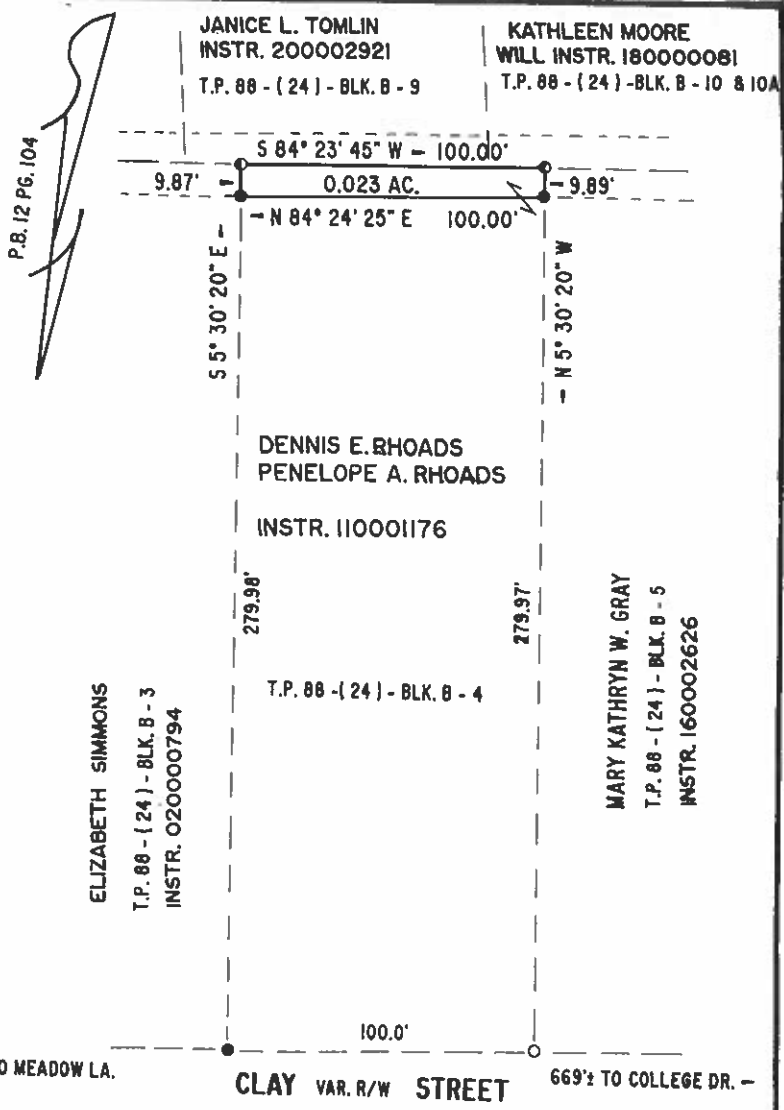 JANICE L. TOMLIN
INSTR. 200002921
T.P. 88 - ( 24 ) - BLK. B - 9
KATHLEEN MOORE
WILL INSTR. 180000081
T.P. 88 - ( 24 ) - BLK. B - 10 & 10A
P.B. 12 PG. 104
S 84° 23' 45" W - 100.00'
9.87'
0.023 AC.
9.89'
N 84° 24' 25" E 100.00'
S 5° 30' 20" E
N 5° 30' 20" W
DENNIS E. RHOADS
PENELOPE A. RHOADS
INSTR. 110001176
279.98'
279.97'
T.P. 88 - ( 24 ) - BLK. B - 4
ELIZABETH SIMMONS
T.P. 88 - ( 24 ) - BLK. B - 3
INSTR. 020000794
MARY KATHRYN W. GRAY
T.P. 88 - ( 24 ) - BLK. B - 5
INSTR. 160002626
100.0'
O MEADOW LA.
CLAY VAR. R/W STREET
669'± TO COLLEGE DR.